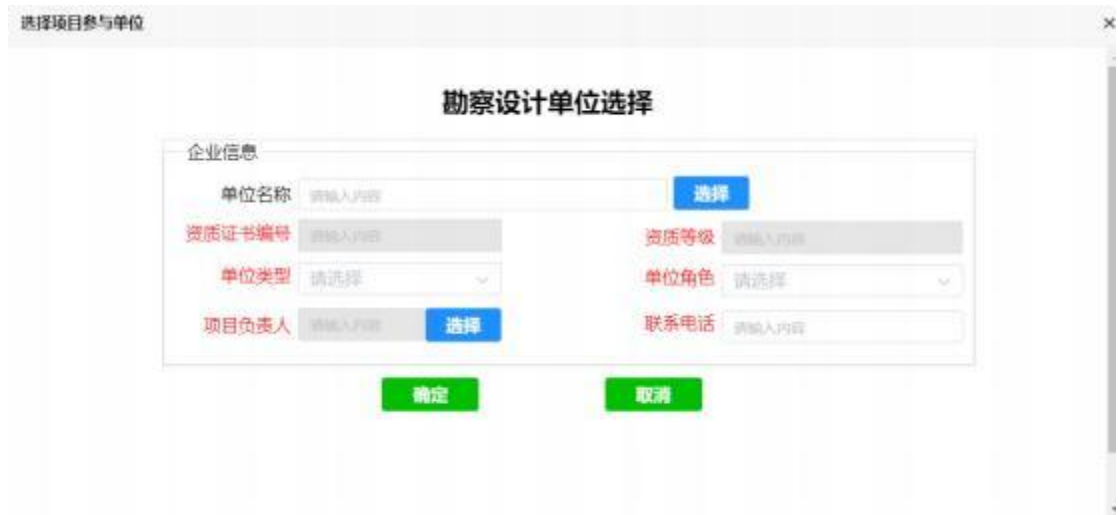 选择项目参与单位 ×
勘察设计单位选择
企业信息
单位名称 请输入内容 选择
资质证书编号 请输入内容 资质等级 请输入内容
单位类型 请选择 单位角色 请选择
项目负责人 请输入内容 选择 联系电话 请输入内容
确定 取消